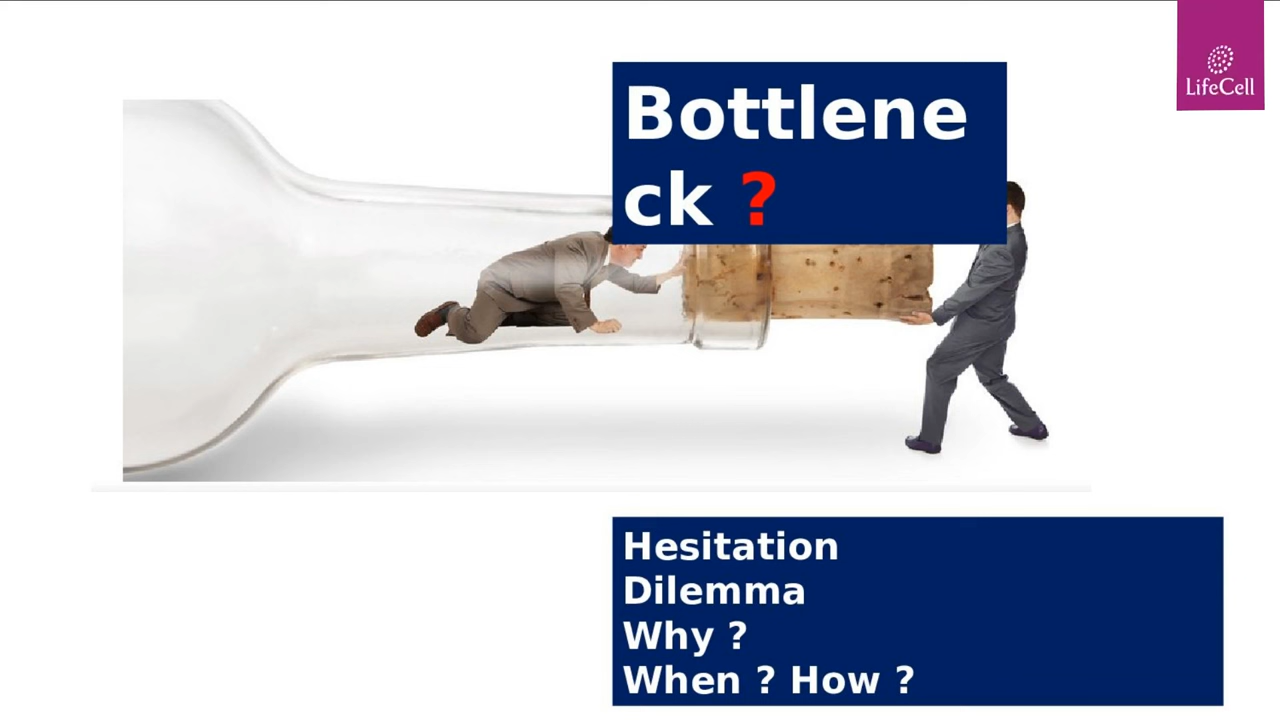 LifeCell
Bottlene
ck ?
Hesitation
Dilemma
Why ?
When ? How ?